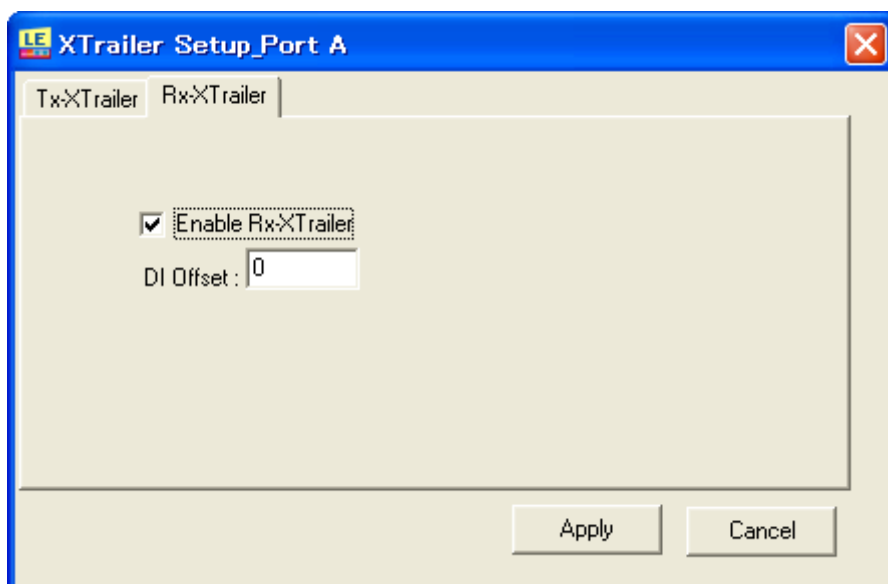 LE XTrailer Setup_Port A
Tx-XTrailer Rx-XTrailer
Enable Rx-XTrailer
DI Offset : 0
Apply Cancel